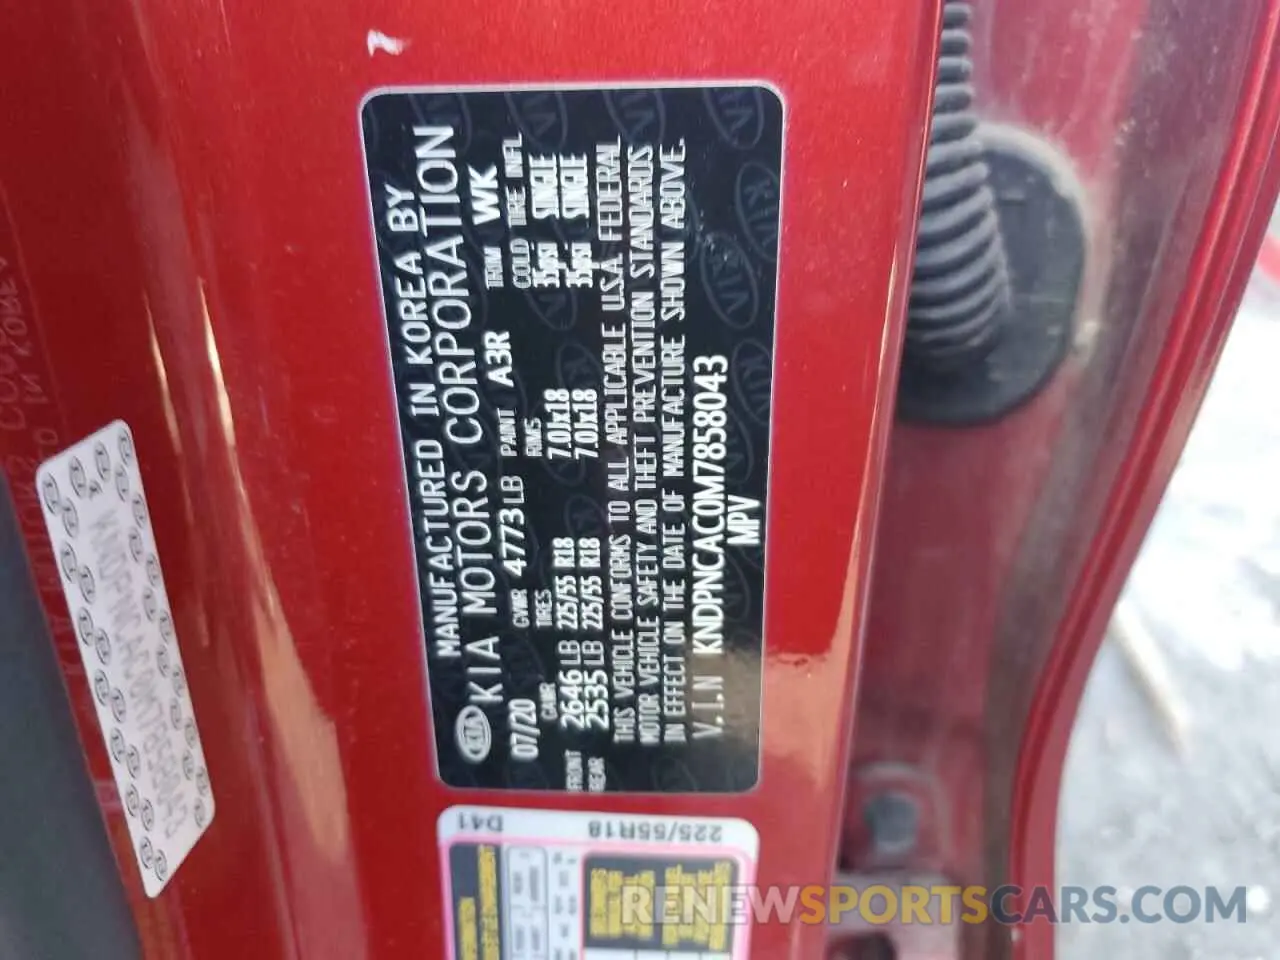 MANUFACTURED IN KOREA BY
KIA KIA MOTORS CORPORATION
07/20 GVWR 4773LB PAINT A3R TRIM WK
GAWR TIRES RIMS COLD TIRE INFL
FRONT 2646LB 225/55 R18 7.0Jx18 35psi SINGLE
REAR 2535LB 225/55 R18 7.0Jx18 35psi SINGLE
THIS VEHICLE CONFORMS TO ALL APPLICABLE U.S.A. FEDERAL
MOTOR VEHICLE SAFETY AND THEFT PREVENTION STANDARDS
IN EFFECT ON THE DATE OF MANUFACTURE SHOWN ABOVE.
V.I.N KNDPNCAC0M7858043
MPV
KNDPNCAC0M7858043
225/55R18 D41
RENEWSPORTSCARS.COM